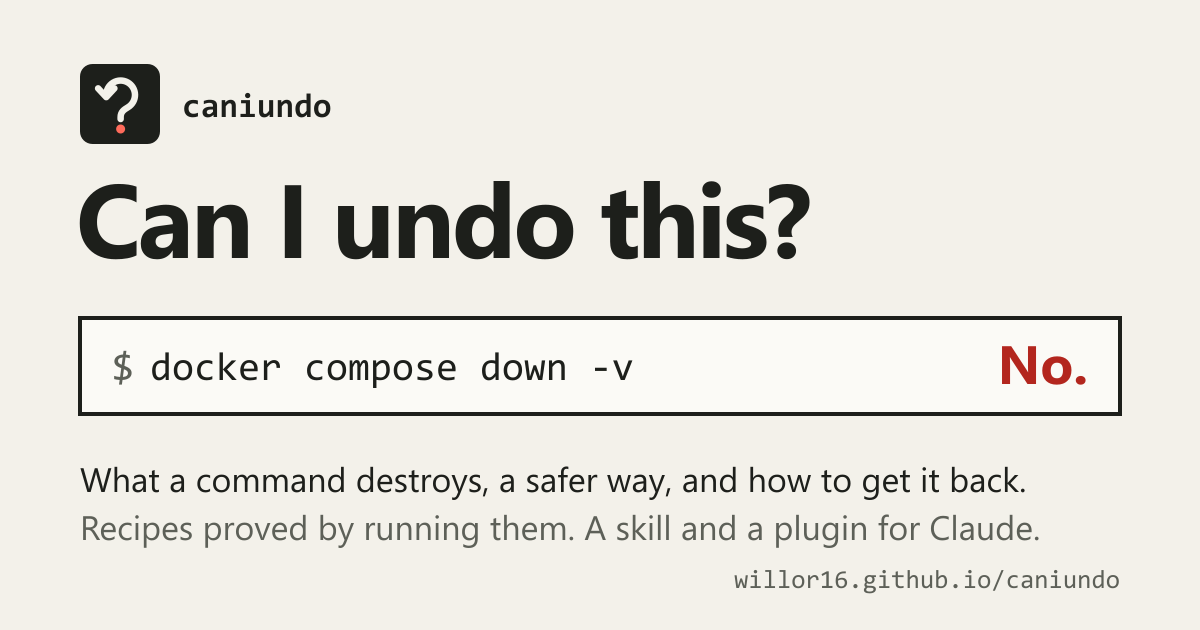 caniundo
Can I undo this?
$ docker compose down -v
No.
What a command destroys, a safer way, and how to get it back.
Recipes proved by running them. A skill and a plugin for Claude.
willor16.github.io/caniundo